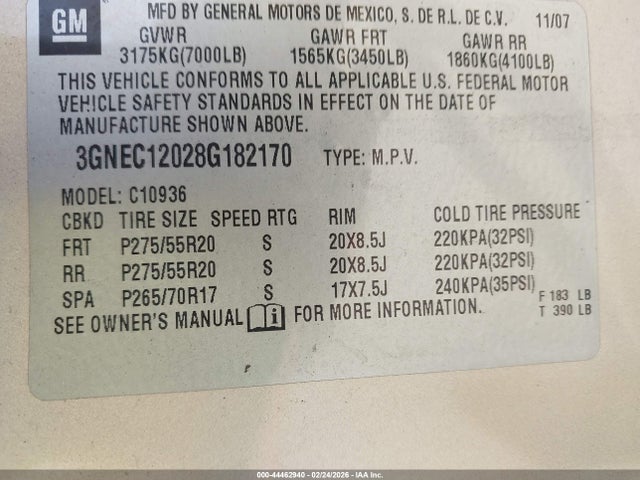 GM
MFD BY GENERAL MOTORS DE MEXICO, S. DE R.L. DE C.V. 11/07
GVWR GAWR FRT GAWR RR
3175KG(7000LB) 1565KG(3450LB) 1860KG(4100LB)
THIS VEHICLE CONFORMS TO ALL APPLICABLE U.S. FEDERAL MOTOR
VEHICLE SAFETY STANDARDS IN EFFECT ON THE DATE OF
MANUFACTURE SHOWN ABOVE.
3GNEC12028G182170 TYPE: M.P.V.
MODEL: C10936
CBKD TIRE SIZE SPEED RTG RIM COLD TIRE PRESSURE
FRT P275/55R20 S 20X8.5J 220KPA(32PSI)
RR P275/55R20 S 20X8.5J 220KPA(32PSI)
SPA P265/70R17 S 17X7.5J 240KPA(35PSI)
F 183 LB
SEE OWNER'S MANUAL FOR MORE INFORMATION.
T 390 LB
000-44462940 - 02/24/2026 - IAA Inc.